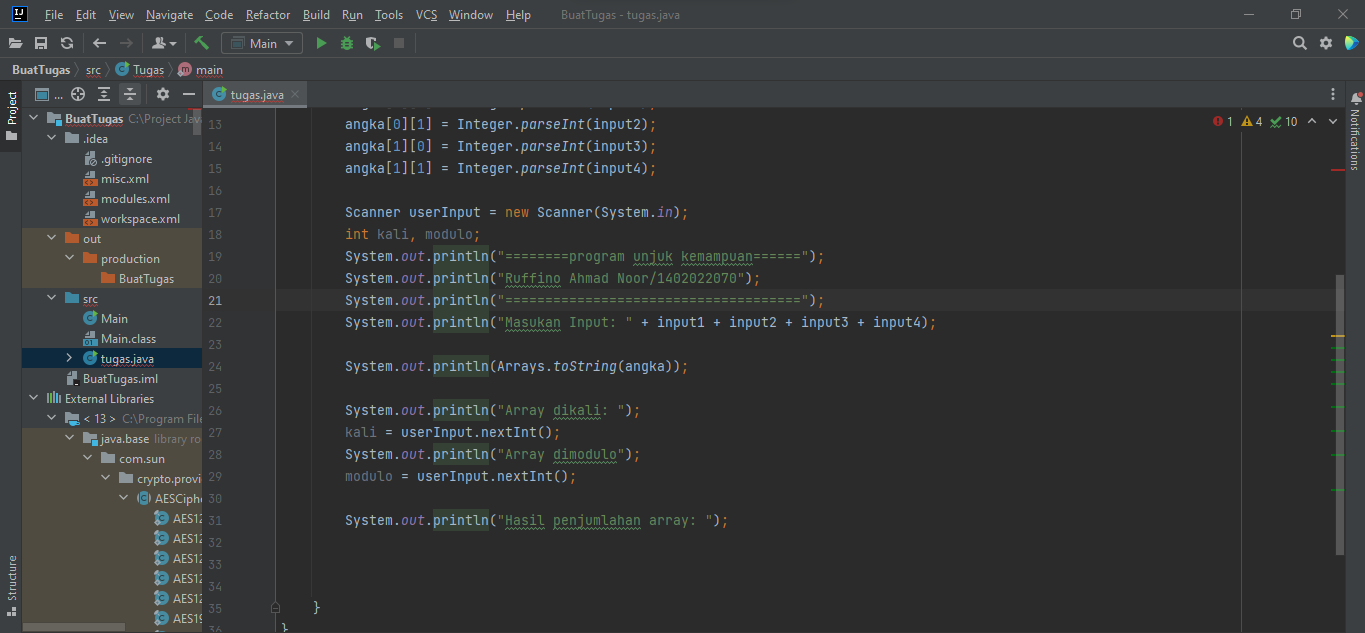 File Edit View Navigate Code Refactor Build Run Tools VCS Window Help BuatTugas - tugas.java
Main
BuatTugas src Tugas main
Project
... tugas.java
BuatTugas C:\Project Jav
.idea
.gitignore
misc.xml
modules.xml
workspace.xml
out
production
BuatTugas
src
Main
Main.class
tugas.java
BuatTugas.iml
External Libraries
< 13 > C:\Program File
java.base library ro
com.sun
crypto.provi
AESCiphe
AES12
AES12
AES12
AES12
AES12
AES19
Structure
13 angka[0][1] = Integer.parseInt(input2);
14 angka[1][0] = Integer.parseInt(input3);
15 angka[1][1] = Integer.parseInt(input4);
16
17 Scanner userInput = new Scanner(System.in);
18 int kali, modulo;
19 System.out.println("========program unjuk kemampuan======");
20 System.out.println("Ruffino Ahmad Noor/1402022070");
21 System.out.println("=====================================");
22 System.out.println("Masukan Input: " + input1 + input2 + input3 + input4);
23
24 System.out.println(Arrays.toString(angka));
25
26 System.out.println("Array dikali: ");
27 kali = userInput.nextInt();
28 System.out.println("Array dimodulo");
29 modulo = userInput.nextInt();
30
31 System.out.println("Hasil penjumlahan array: ");
32
33
34
35 }
36 }
1 4 10
Notifications